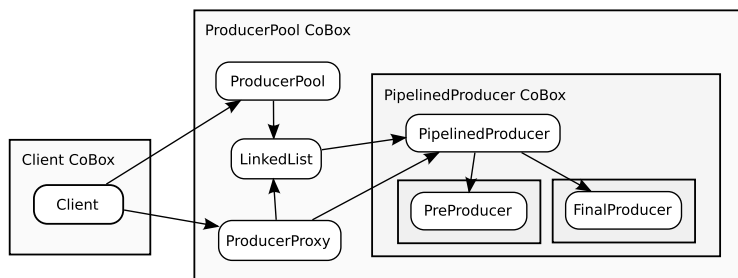 ProducerPool CoBox
ProducerPool
PipelinedProducer CoBox
PipelinedProducer
Client CoBox
LinkedList
Client
PreProducer
FinalProducer
ProducerProxy